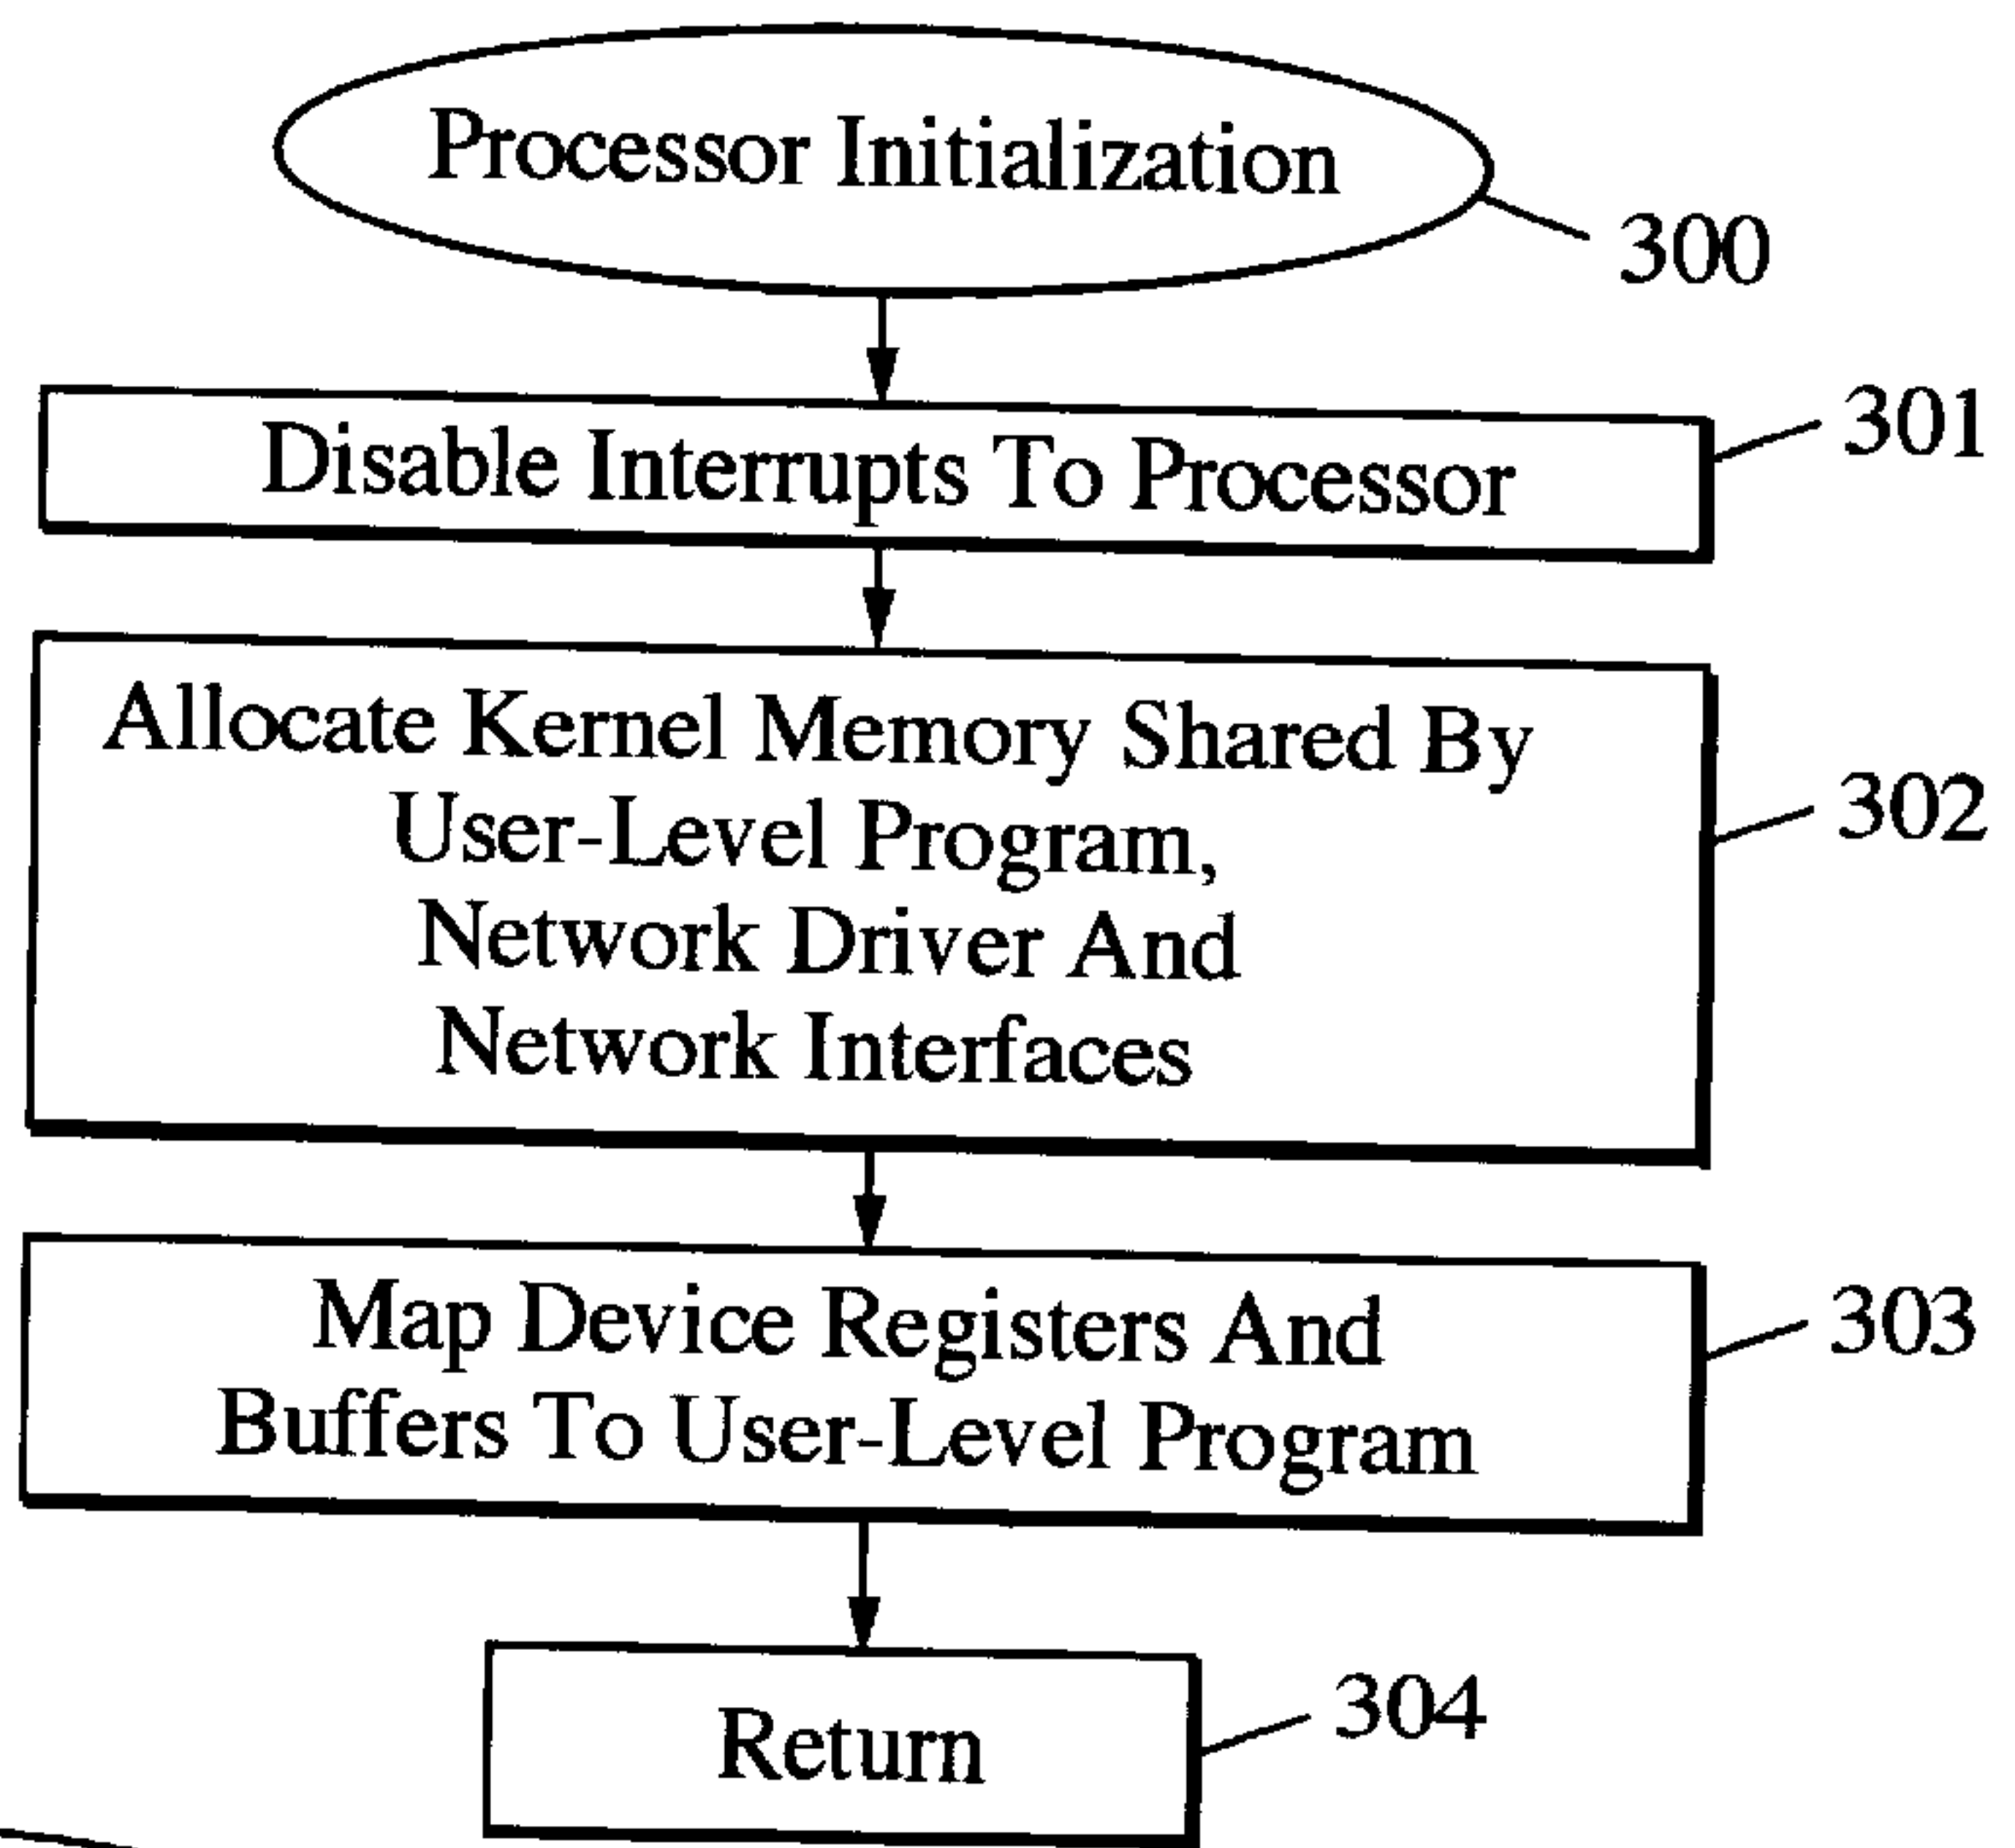 Processor Initialization
300
Disable Interrupts To Processor
301
Allocate Kernel Memory Shared By
User-Level Program,
Network Driver And
Network Interfaces
302
Map Device Registers And
Buffers To User-Level Program
303
Return
304